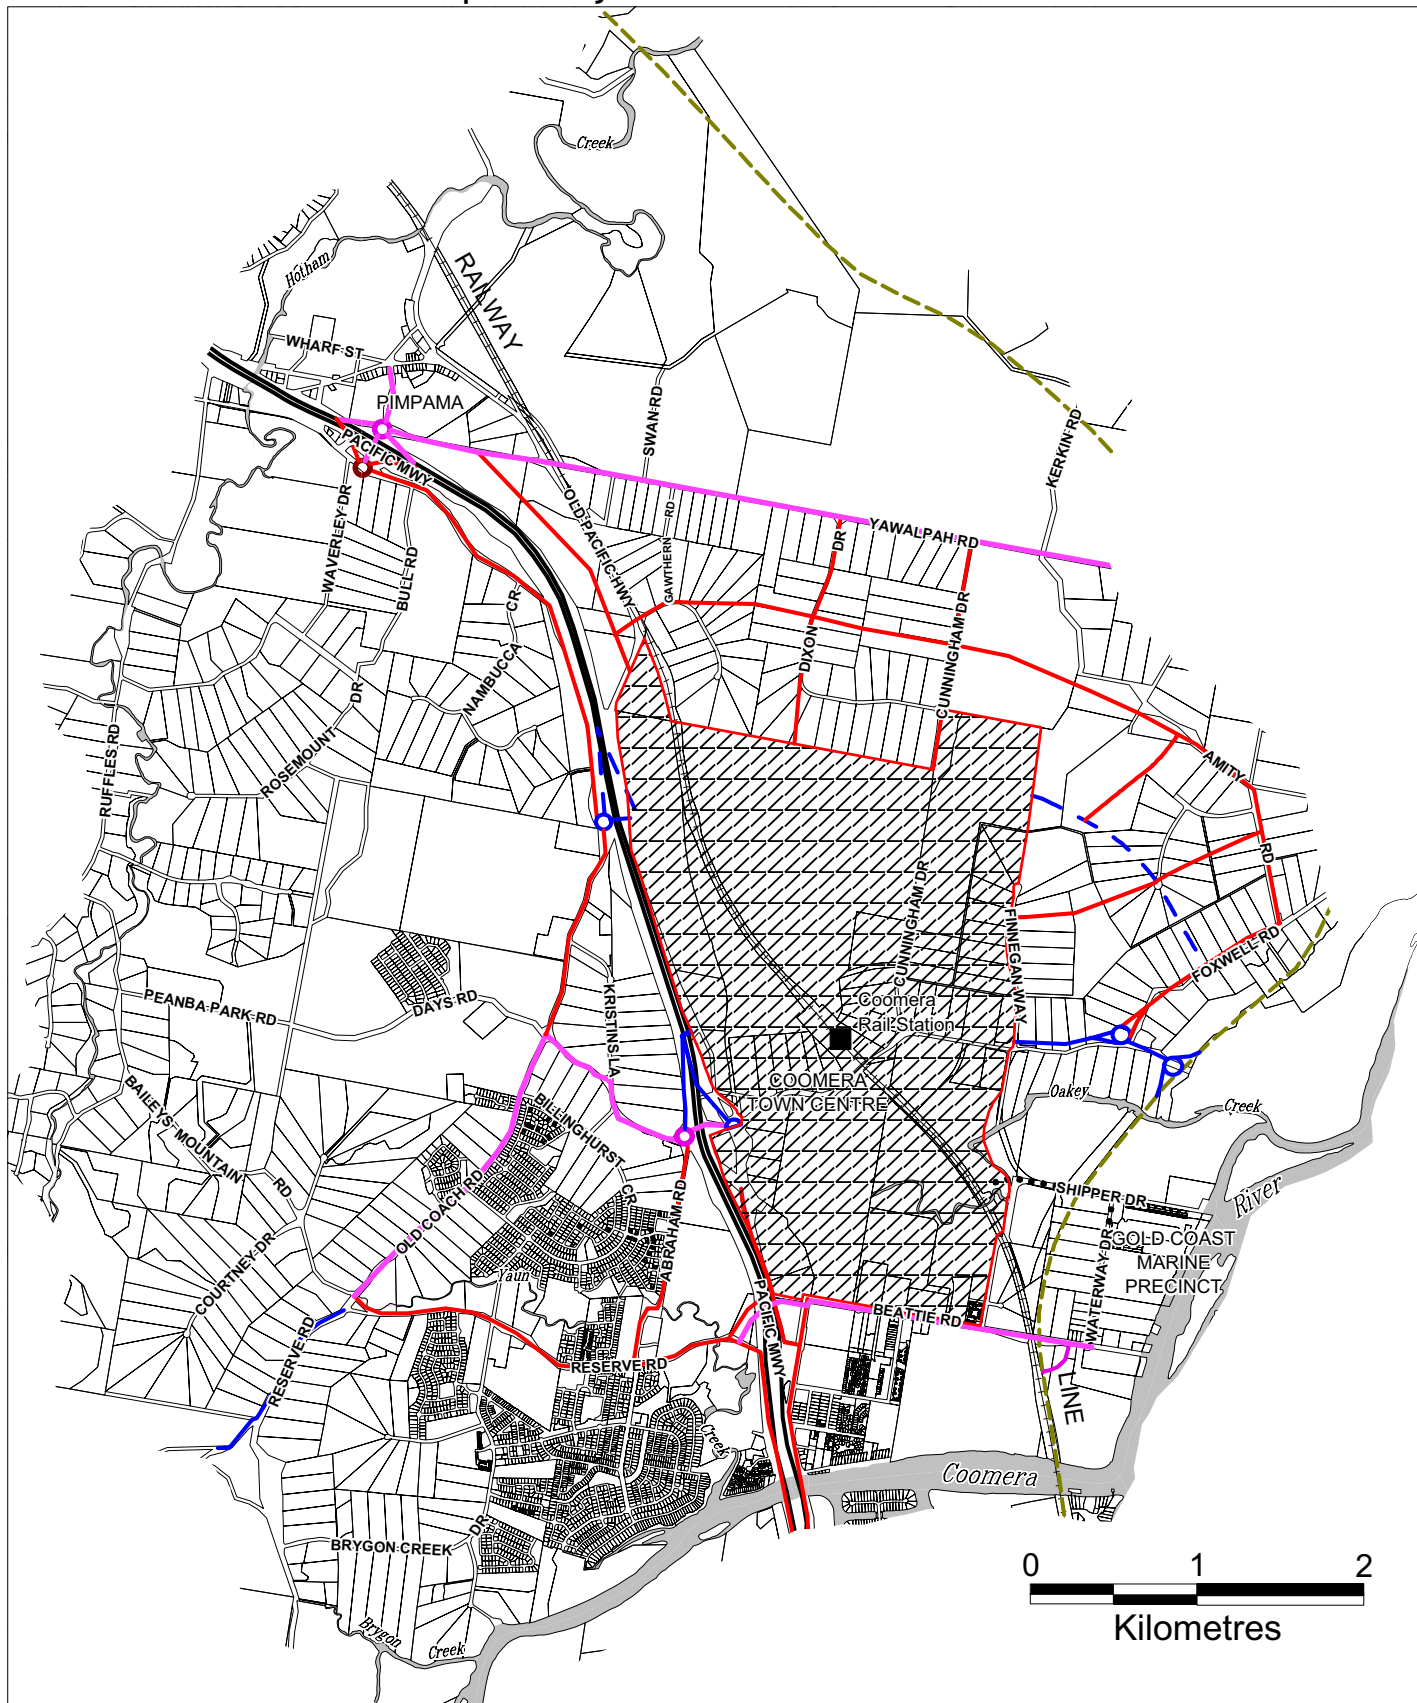 Creek
Hotham
RAILWAY
WHARF ST
PIMPAMA
PACIFIC MWY
SWAN RD
KERKIN RD
WAVERLEY DR
BULL RD
OLD PACIFIC HWY
GAWTHERN RD
YAWALPAH RD
DIXON DR
CUNNINGHAM DR
NAMBUCCA CR
ROSEMOUNT DR
RUFFLES RD
AMITY RD
CUNNINGHAM DR
FINNEGAN WAY
FOXWELL RD
PEANBA PARK RD
DAYS RD
KRISTINS LA
Coomera
Rail Station
COOMERA
TOWN CENTRE
Oakey
Creek
BAILEYS MOUNTAIN RD
BILLINGHURST CR
OLD COACH RD
ABRAHAM RD
SHIPPER DR
River
COURTNEY DR
Yaun
WATERWAY DR
GOLD COAST
MARINE
PRECINCT
PACIFIC MWY
BEATTIE RD
RESERVE RD
RESERVE RD
LINE
Creek
Coomera
BRYGON CREEK DR
Brygon
Creek
0 1 2
Kilometres